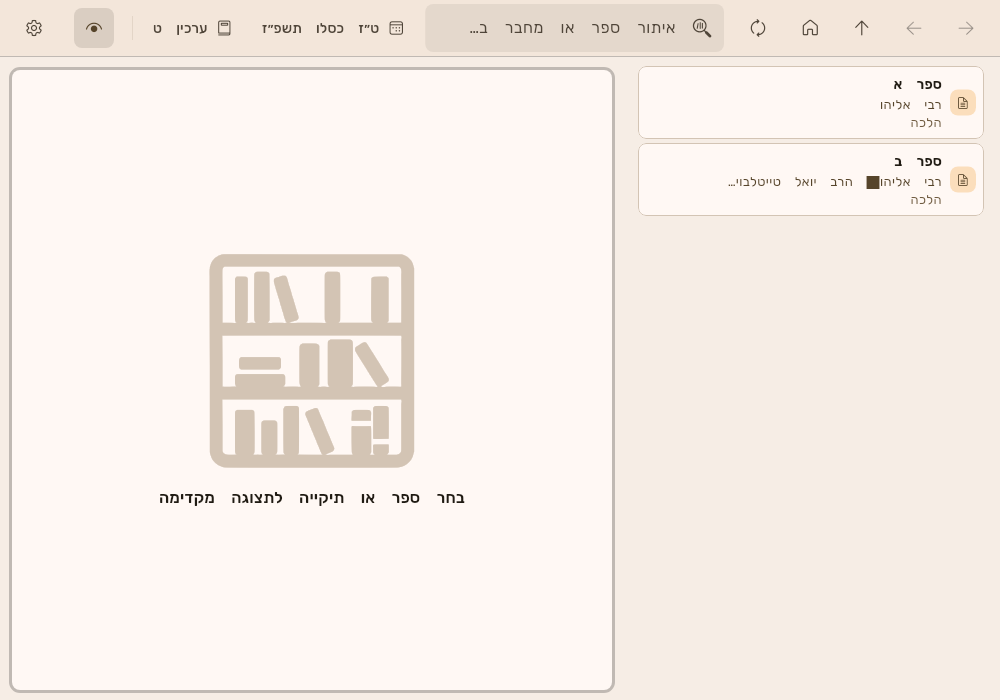 איתור ספר או מחבר ב...
ט״ז כסלו תשפ״ז
ערכין ט
ספר א
רבי אליהו
הלכה
ספר ב
רבי אליהו■ הרב יואל טייטלבוי...
הלכה
בחר ספר או תיקייה לתצוגה מקדימה